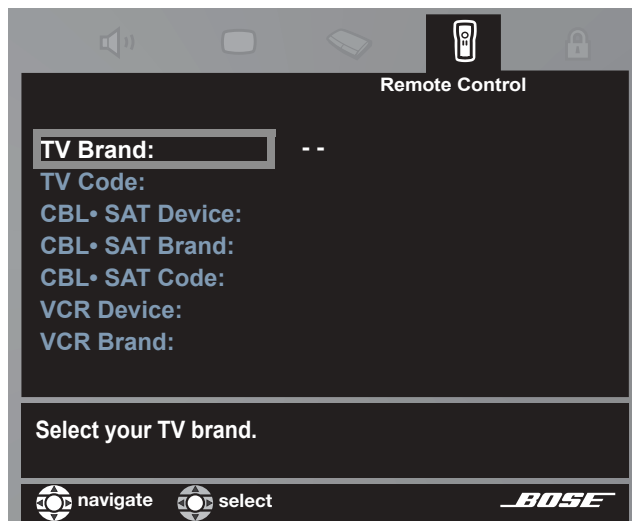 Remote Control
TV Brand: - -
TV Code:
CBL• SAT Device:
CBL• SAT Brand:
CBL• SAT Code:
VCR Device:
VCR Brand:
Select your TV brand.
navigate select BOSE